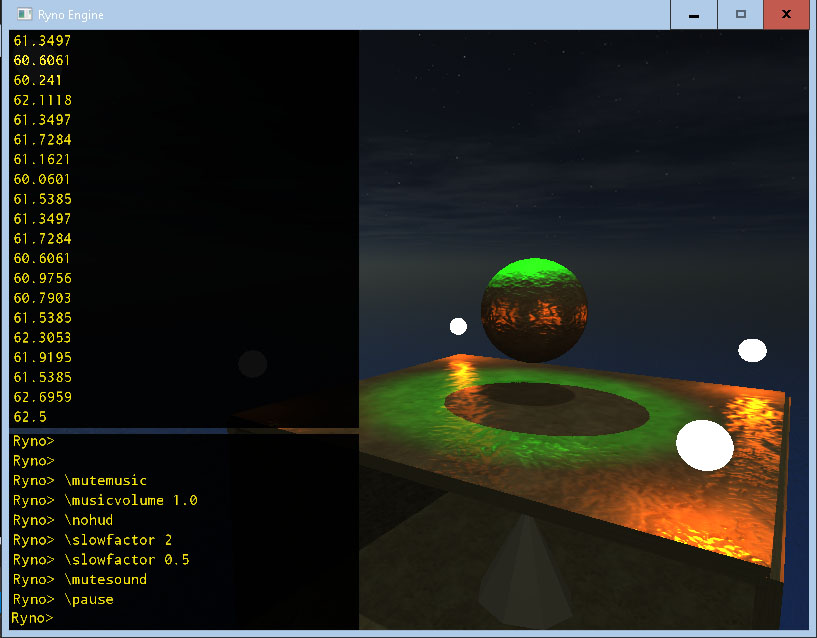 Ryno Engine
61.3497
60.6061
60.241
62.1118
61.3497
61.7284
61.1621
60.0601
61.5385
61.3497
61.7284
60.6061
60.9756
60.7903
61.5385
62.3053
61.9195
61.5385
62.6959
62.5
Ryno>
Ryno>
Ryno> \mutemusic
Ryno> \musicvolume 1.0
Ryno> \nohud
Ryno> \slowfactor 2
Ryno> \slowfactor 0.5
Ryno> \mutesound
Ryno> \pause
Ryno>